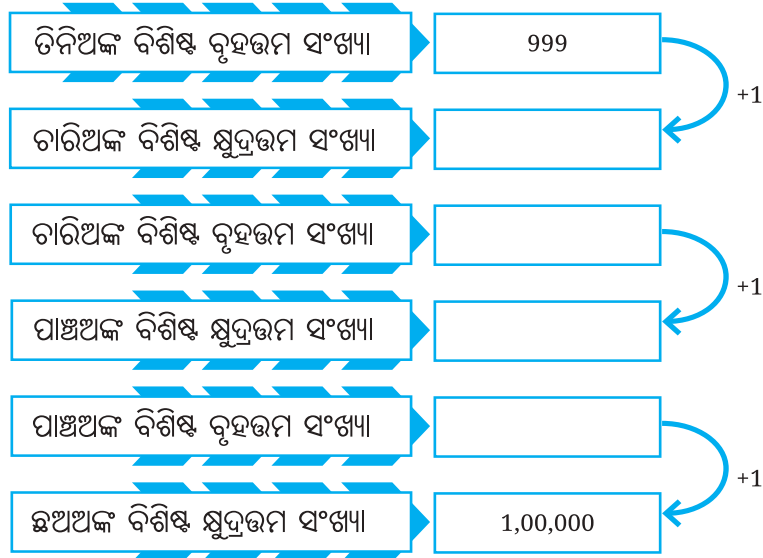 ତିନିଅଙ୍କ ବିଶିଷ୍ଟ ବୃହତ୍ତମ ସଂଖ୍ୟା 999
+1
ଚାରିଅଙ୍କ ବିଶିଷ୍ଟ କ୍ଷୁଦ୍ରତମ ସଂଖ୍ୟା
ଚାରିଅଙ୍କ ବିଶିଷ୍ଟ ବୃହତ୍ତମ ସଂଖ୍ୟା
+1
ପାଞ୍ଚଅଙ୍କ ବିଶିଷ୍ଟ କ୍ଷୁଦ୍ରତମ ସଂଖ୍ୟା
ପାଞ୍ଚଅଙ୍କ ବିଶିଷ୍ଟ ବୃହତ୍ତମ ସଂଖ୍ୟା
+1
ଛଅଅଙ୍କ ବିଶିଷ୍ଟ କ୍ଷୁଦ୍ରତମ ସଂଖ୍ୟା 1,00,000